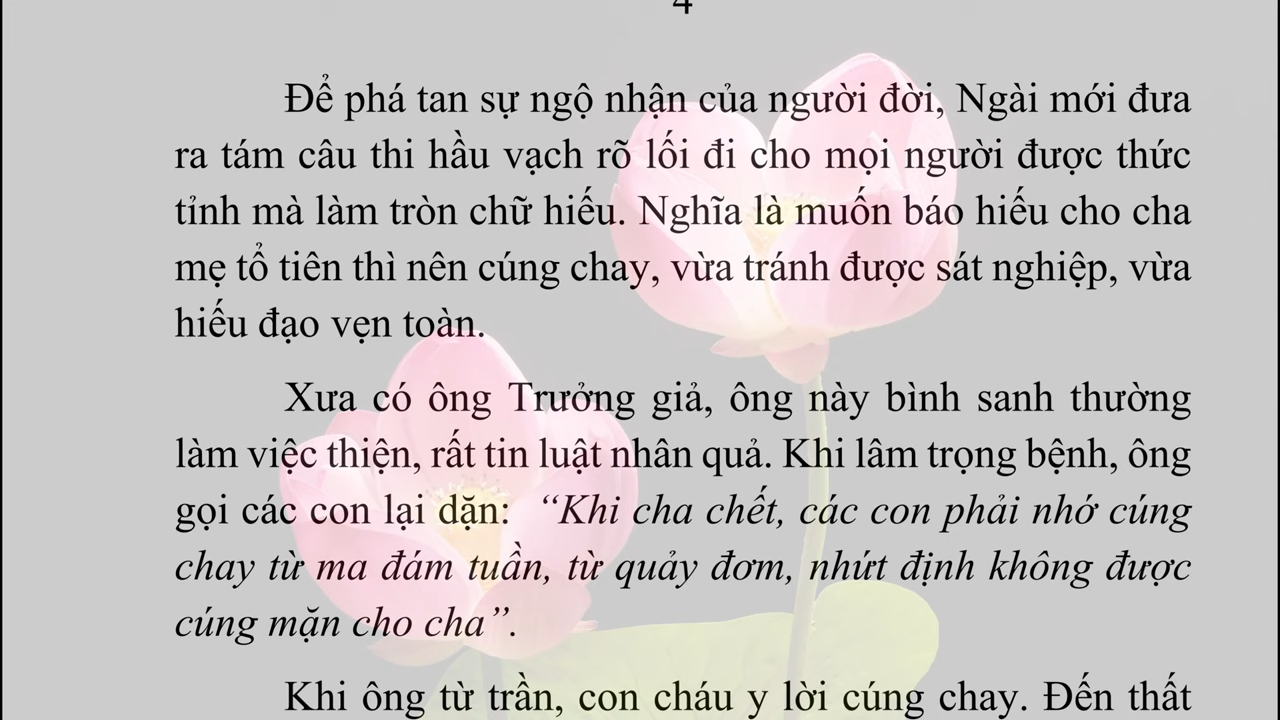 4
Để phá tan sự ngộ nhận của người đời, Ngài mới đưa
ra tám câu thi hầu vạch rõ lối đi cho mọi người được thức
tỉnh mà làm tròn chữ hiếu. Nghĩa là muốn báo hiếu cho cha
mẹ tổ tiên thì nên cúng chay, vừa tránh được sát nghiệp, vừa
hiếu đạo vẹn toàn.
Xưa có ông Trưởng giả, ông này bình sanh thường
làm việc thiện, rất tin luật nhân quả. Khi lâm trọng bệnh, ông
gọi các con lại dặn: “Khi cha chết, các con phải nhớ cúng
chay từ ma đám tuần, từ quảy đơm, nhứt định không được
cúng mặn cho cha”.
Khi ông từ trần, con cháu y lời cúng chay. Đến thất